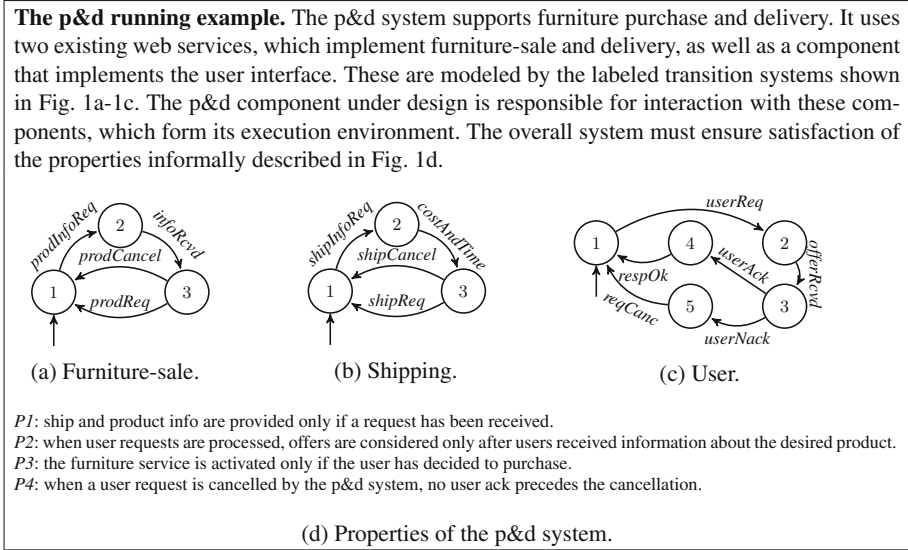 The p&d running example. The p&d system supports furniture purchase and delivery. It uses
two existing web services, which implement furniture-sale and delivery, as well as a component
that implements the user interface. These are modeled by the labeled transition systems shown
in Fig. 1a-1c. The p&d component under design is responsible for interaction with these com-
ponents, which form its execution environment. The overall system must ensure satisfaction of
the properties informally described in Fig. 1d.
prodInfoReq
2
infoRcvd
prodCancel
1
prodReq
3
(a) Furniture-sale.
shipInfoReq
2
costAndTime
shipCancel
1
shipReq
3
(b) Shipping.
userReq
1
4
2
respOk
userAck
offerRcvd
reqCanc
5
3
userNack
(c) User.
P1: ship and product info are provided only if a request has been received.
P2: when user requests are processed, offers are considered only after users received information about the desired product.
P3: the furniture service is activated only if the user has decided to purchase.
P4: when a user request is cancelled by the p&d system, no user ack precedes the cancellation.
(d) Properties of the p&d system.